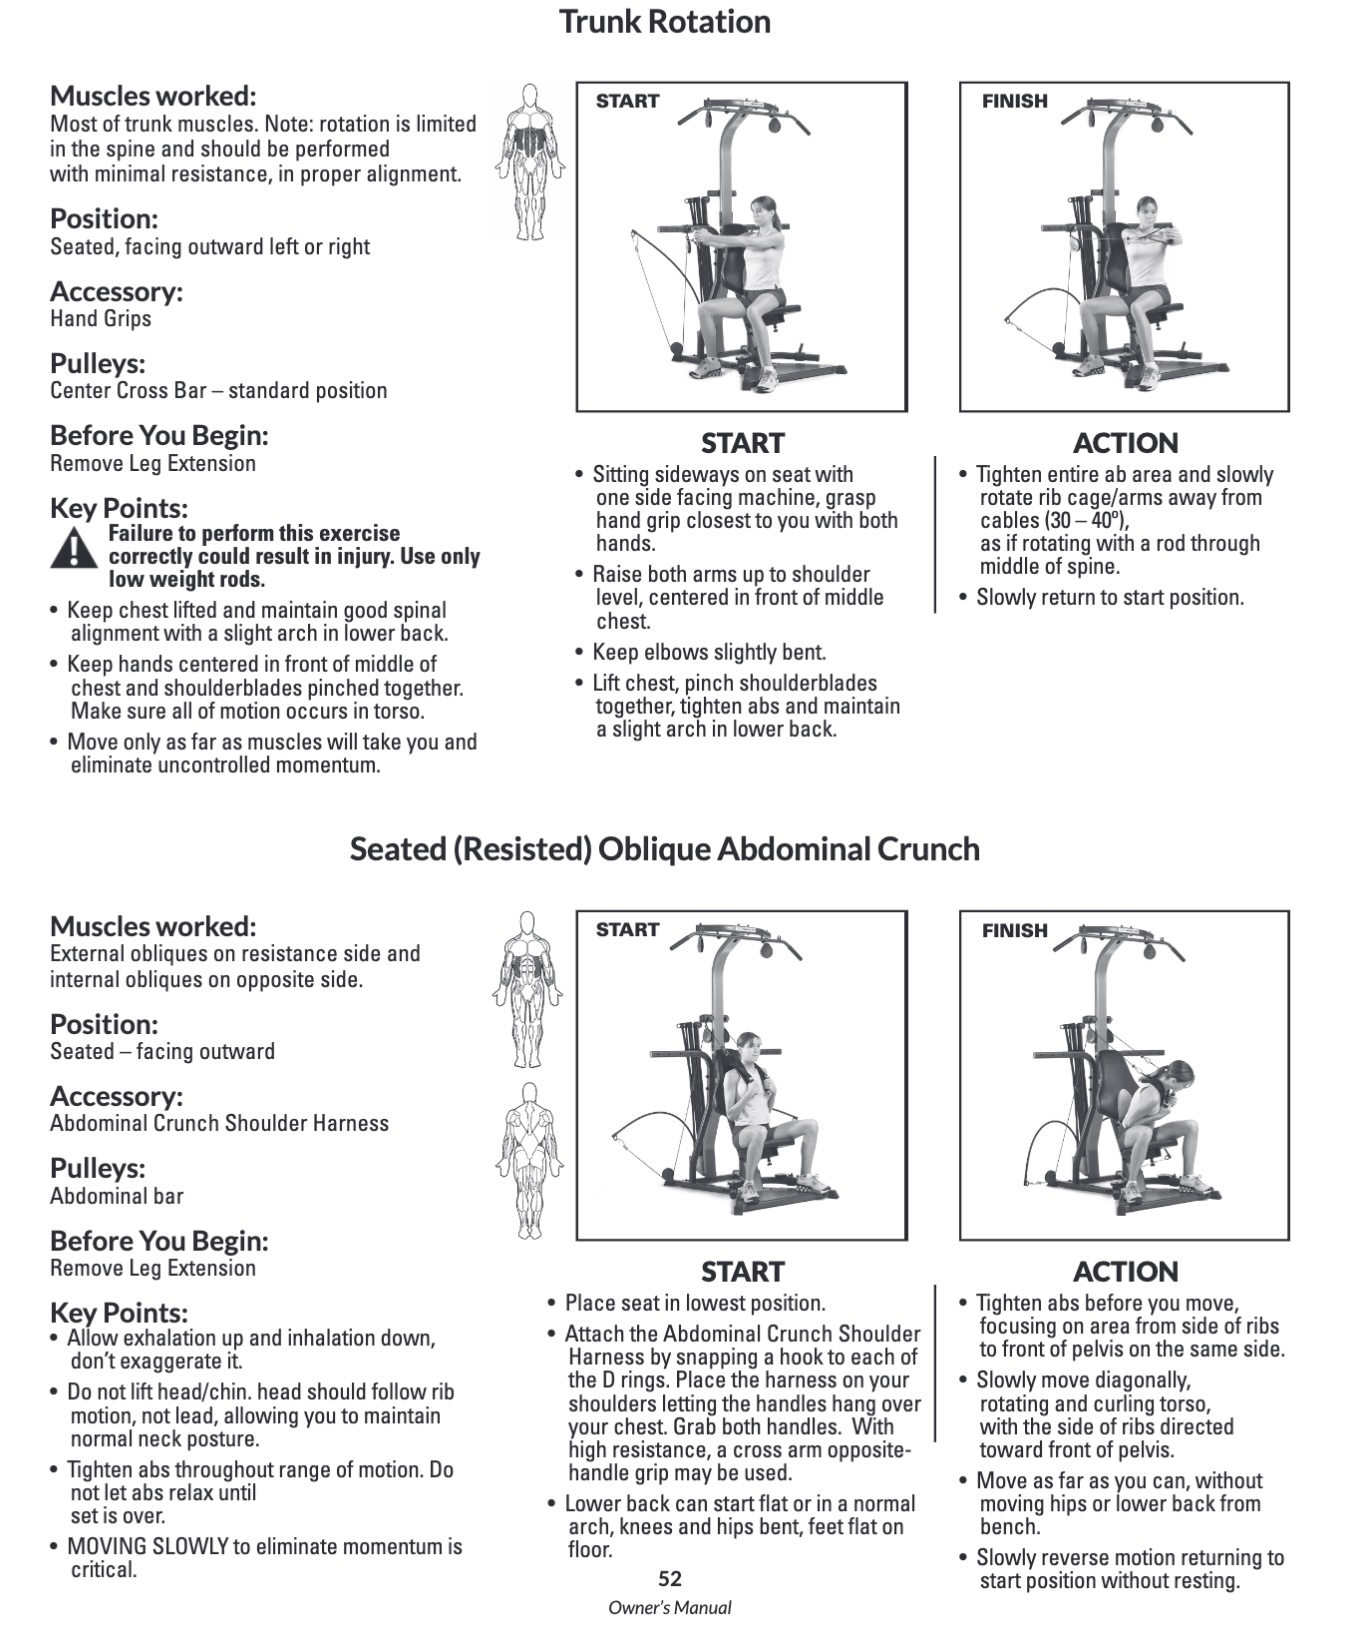 Trunk Rotation
Muscles worked:
Most of trunk muscles. Note: rotation is limited
in the spine and should be performed
with minimal resistance, in proper alignment.
Position:
Seated, facing outward left or right
Accessory:
Hand Grips
Pulleys:
Center Cross Bar – standard position
Before You Begin:
Remove Leg Extension
Key Points:
Failure to perform this exercise
correctly could result in injury. Use only
low weight rods.
• Keep chest lifted and maintain good spinal
alignment with a slight arch in lower back.
• Keep hands centered in front of middle of
chest and shoulderblades pinched together.
Make sure all of motion occurs in torso.
• Move only as far as muscles will take you and
eliminate uncontrolled momentum.
START
START
• Sitting sideways on seat with
one side facing machine, grasp
hand grip closest to you with both
hands.
• Raise both arms up to shoulder
level, centered in front of middle
chest.
• Keep elbows slightly bent.
• Lift chest, pinch shoulderblades
together, tighten abs and maintain
a slight arch in lower back.
FINISH
ACTION
• Tighten entire ab area and slowly
rotate rib cage/arms away from
cables (30 – 40º),
as if rotating with a rod through
middle of spine.
• Slowly return to start position.
Seated (Resisted) Oblique Abdominal Crunch
Muscles worked:
External obliques on resistance side and
internal obliques on opposite side.
Position:
Seated – facing outward
Accessory:
Abdominal Crunch Shoulder Harness
Pulleys:
Abdominal bar
Before You Begin:
Remove Leg Extension
Key Points:
• Allow exhalation up and inhalation down,
don’t exaggerate it.
• Do not lift head/chin. head should follow rib
motion, not lead, allowing you to maintain
normal neck posture.
• Tighten abs throughout range of motion. Do
not let abs relax until
set is over.
• MOVING SLOWLY to eliminate momentum is
critical.
START
START
• Place seat in lowest position.
• Attach the Abdominal Crunch Shoulder
Harness by snapping a hook to each of
the D rings. Place the harness on your
shoulders letting the handles hang over
your chest. Grab both handles.  With
high resistance, a cross arm opposite-
handle grip may be used.
• Lower back can start flat or in a normal
arch, knees and hips bent, feet flat on
floor.
FINISH
ACTION
• Tighten abs before you move,
focusing on area from side of ribs
to front of pelvis on the same side.
• Slowly move diagonally,
rotating and curling torso,
with the side of ribs directed
toward front of pelvis.
• Move as far as you can, without
moving hips or lower back from
bench.
• Slowly reverse motion returning to
start position without resting.
52
Owner’s Manual